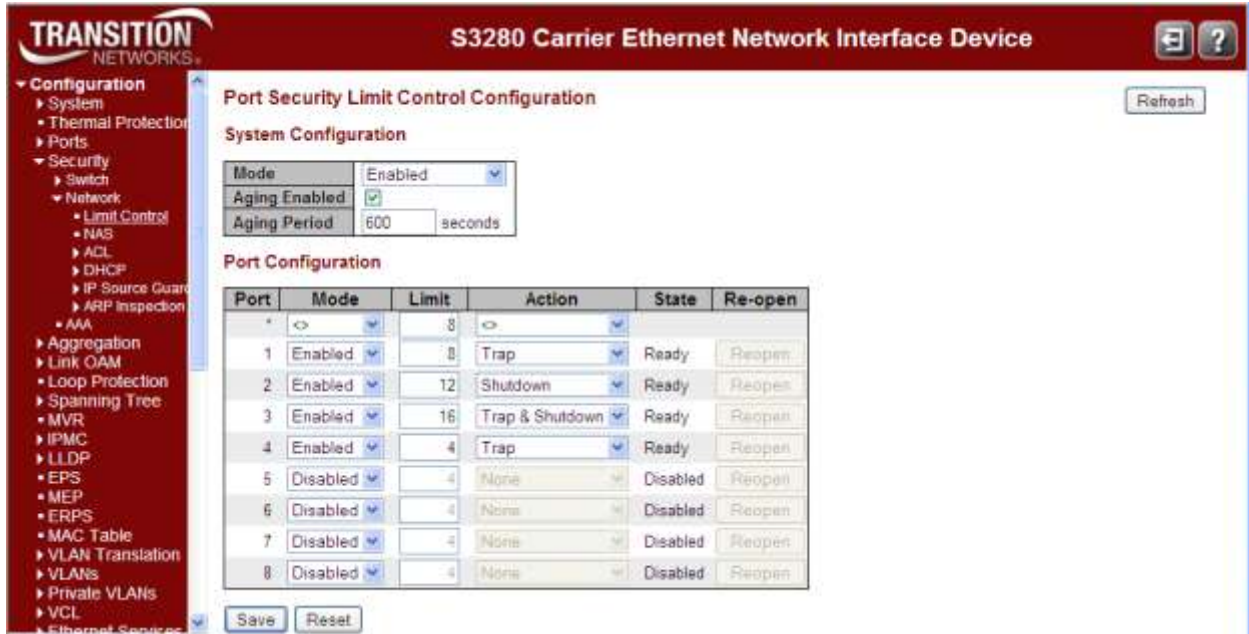 TRANSITION
NETWORKS®
S3280 Carrier Ethernet Network Interface Device
?
Configuration
System
Thermal Protection
Ports
Security
Switch
Network
Limit Control
NAS
ACL
DHCP
IP Source Guard
ARP Inspection
AAA
Aggregation
Link OAM
Loop Protection
Spanning Tree
MVR
IPMC
LLDP
EPS
MEP
ERPS
MAC Table
VLAN Translation
VLANs
Private VLANs
VCL
Ethernet Services
Port Security Limit Control Configuration
Refresh
System Configuration
Mode Enabled
Aging Enabled
Aging Period 600 seconds
Port Configuration
Port Mode Limit Action State Re-open
* <> 8 <>
1 Enabled 8 Trap Ready Reopen
2 Enabled 12 Shutdown Ready Reopen
3 Enabled 16 Trap & Shutdown Ready Reopen
4 Enabled 4 Trap Ready Reopen
5 Disabled 4 None Disabled Reopen
6 Disabled 4 None Disabled Reopen
7 Disabled 4 None Disabled Reopen
8 Disabled 4 None Disabled Reopen
Save Reset